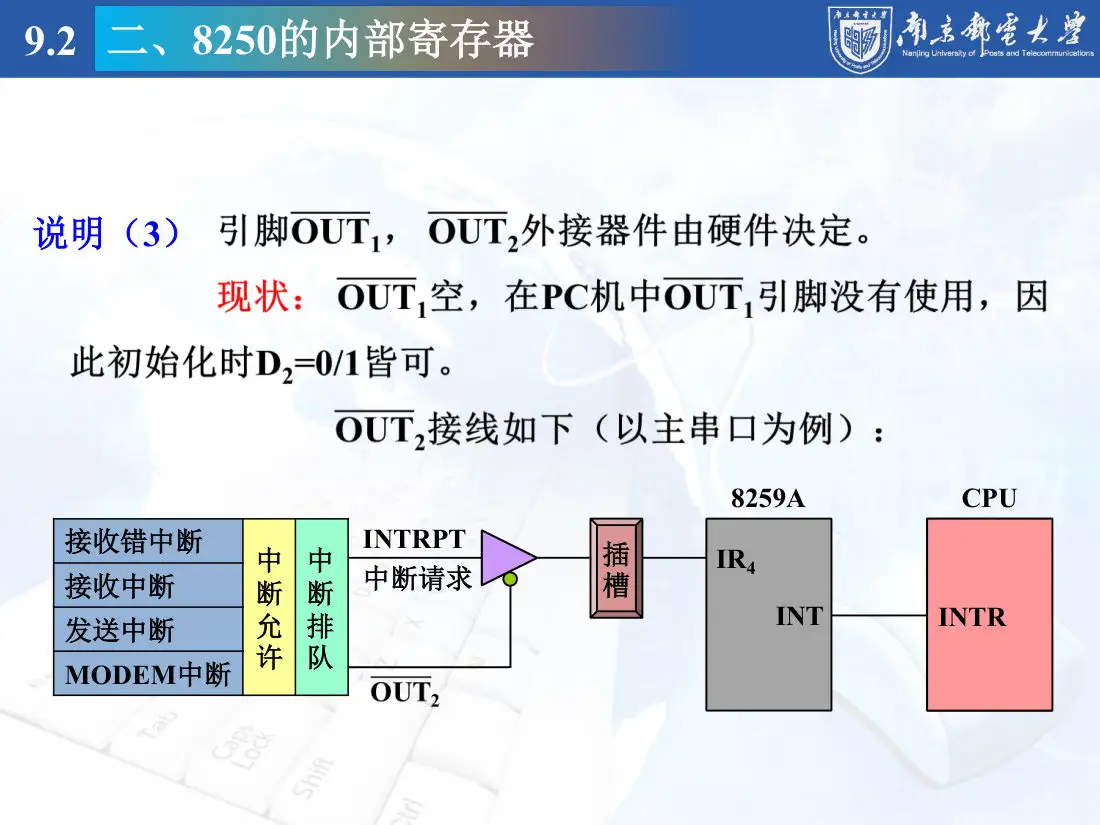 9.2 二、8250的内部寄存器
南京邮电大学
Nanjing University of Posts and Telecommunications
说明（3） 引脚OUT₁， OUT₂外接器件由硬件决定。
现状： OUT₁空，在PC机中OUT₁引脚没有使用，因
此初始化时D₂=0/1皆可。
OUT₂接线如下（以主串口为例）：
8259A
CPU
接收错中断
接收中断
发送中断
MODEM中断
中断允许
中断排队
INTRPT
中断请求
OUT₂
插槽
IR₄
INT
INTR
Tab
Caps Lock
Shift
Ctrl